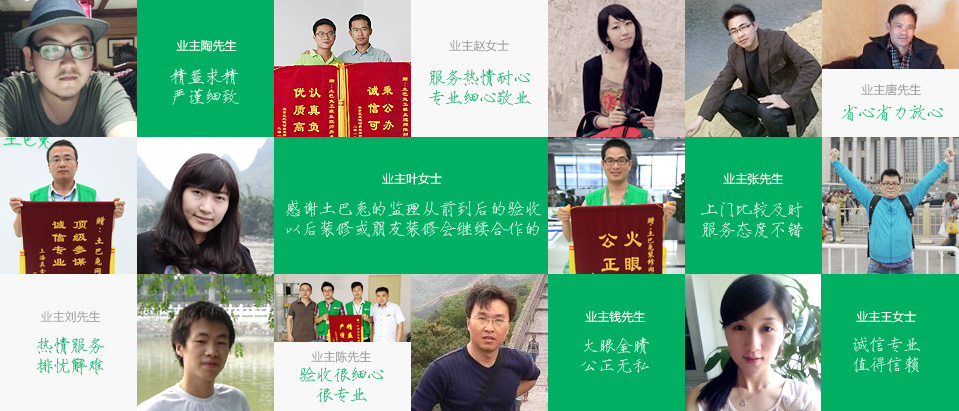 业主陶先生
精益求精
严谨细致
优质高
认真负
诚信可
秉公办
业主赵女士
服务热情耐心
专业细心敬业
业主唐先生
省心省力放心
土巴兔
诚信专业
顶级参谋
业主叶女士
感谢土巴兔的监理从前到后的验收
以后装修或朋友装修会继续合作的
公正
火眼
业主张先生
上门比较及时
服务态度不错
业主刘先生
热情服务
排忧解难
业主陈先生
验收很细心
很专业
业主钱先生
火眼金睛
公正无私
业主王女士
诚信专业
值得信赖